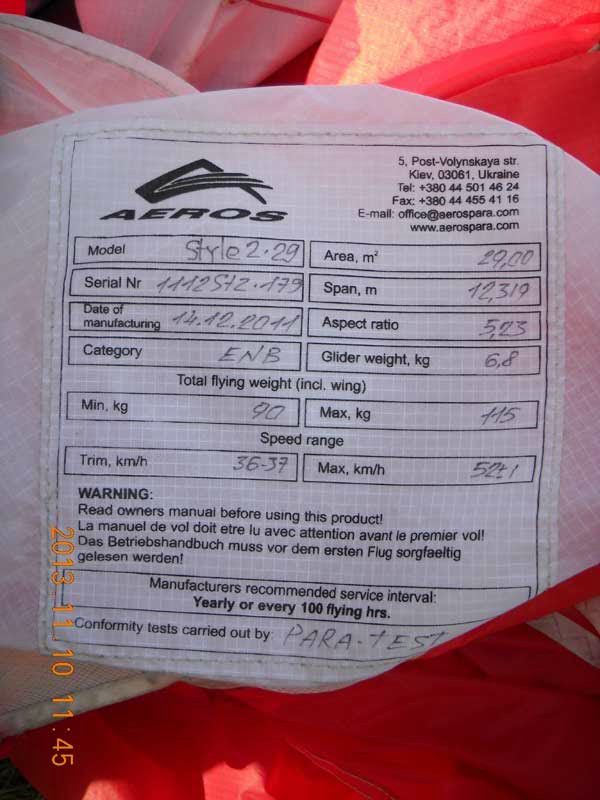 5, Post-Volynskaya str.
Kiev, 03061, Ukraine
Tel: +380 44 501 46 24
Fax: +380 44 455 41 16
E-mail: office@aerospara.com
www.aerospara.com
AEROS
Model Style2.29
Area, m² 29,00
Serial Nr 1112St2.179
Span, m 12,319
Date of
manufacturing 14.12.2011
Aspect ratio 5,23
Category ENB
Glider weight, kg 6,8
Total flying weight (incl. wing)
Min, kg 90
Max, kg 115
Speed range
Trim, km/h 36-37
Max, km/h 52±1
WARNING:
Read owners manual before using this product!
La manuel de vol doit etre lu avec attention avant le premier vol!
Das Betriebshandbuch muss vor dem ersten Flug sorgfaeltig
gelesen werden!
Manufacturers recommended service interval:
Yearly or every 100 flying hrs.
Conformity tests carried out by: PARA-TEST
2013 11 10 11:45